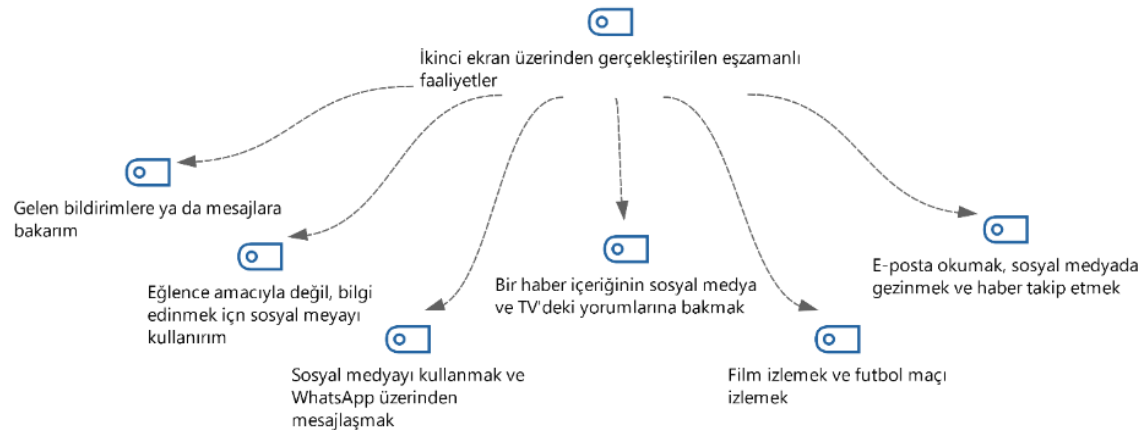 İkinci ekran üzerinden gerçekleştirilen eşzamanlı
faaliyetler
Gelen bildirimlere ya da mesajlara
bakarım
Eğlence amacıyla değil, bilgi
edinmek içn sosyal meyayı
kullanırım
Sosyal medyayı kullanmak ve
WhatsApp üzerinden
mesajlaşmak
Bir haber içeriğinin sosyal medya
ve TV'deki yorumlarına bakmak
Film izlemek ve futbol maçı
izlemek
E-posta okumak, sosyal medyada
gezinmek ve haber takip etmek